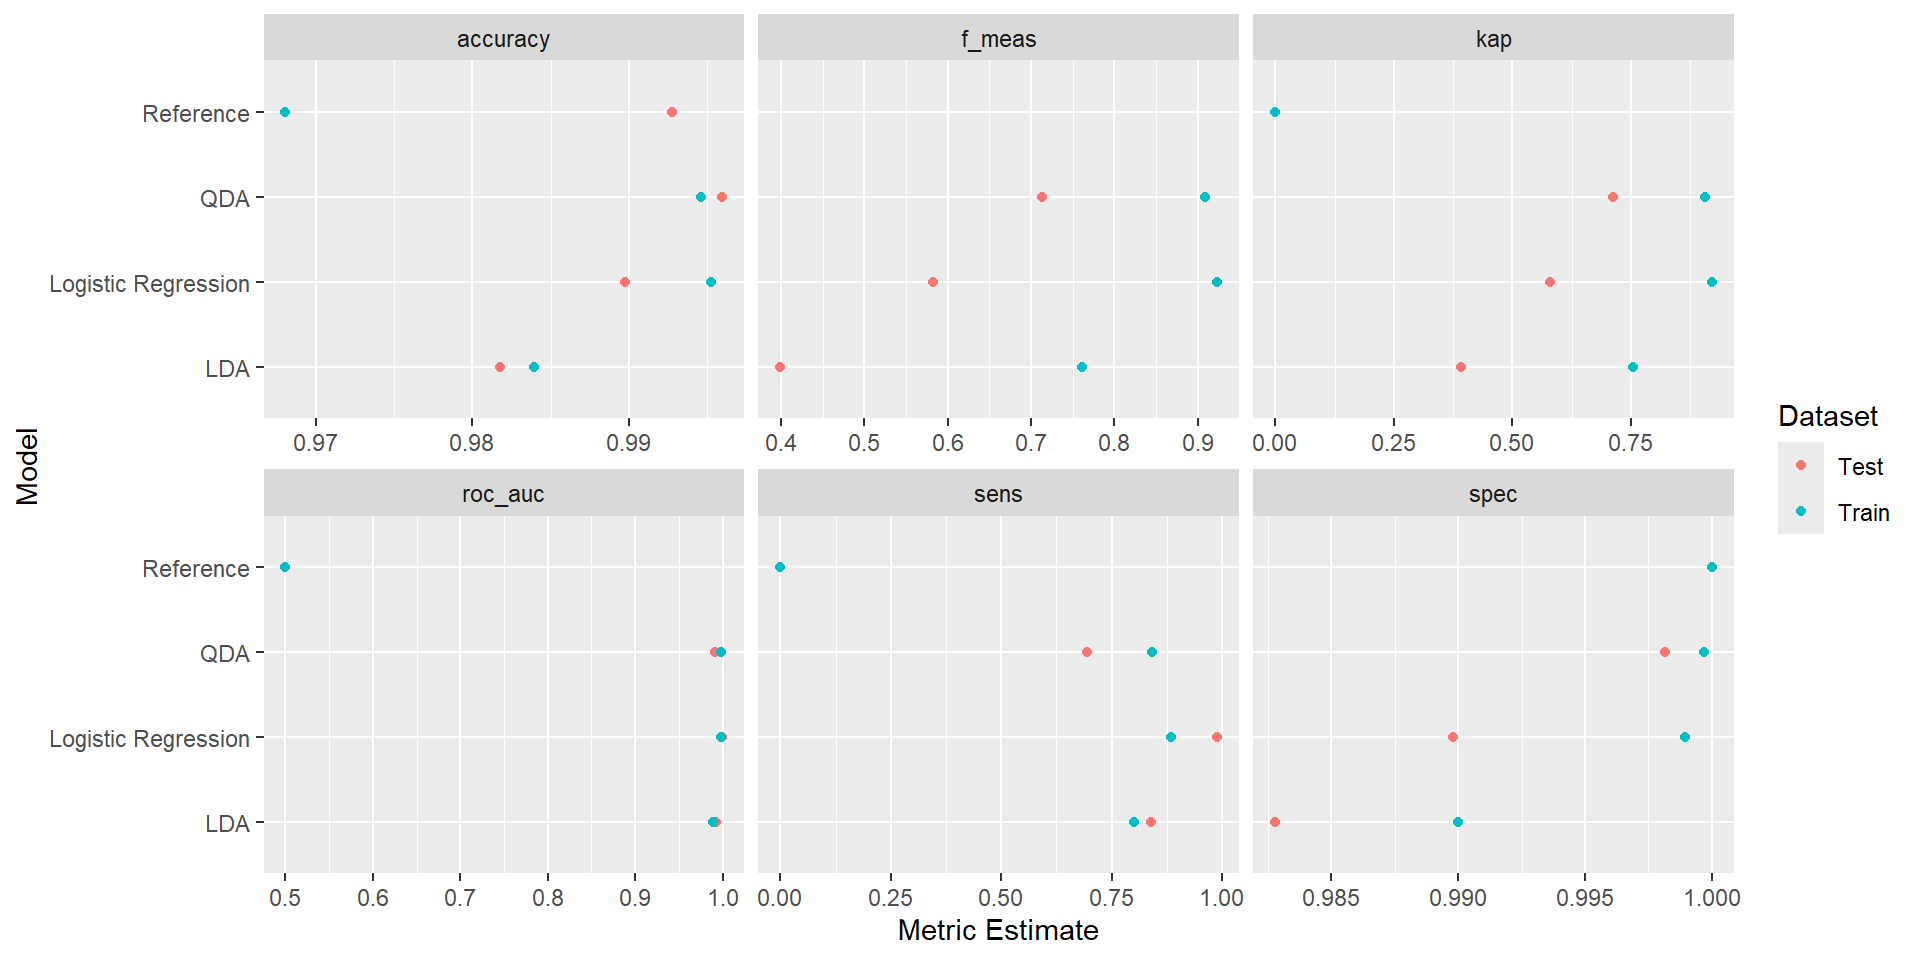 accuracy f_meas kap
Reference
QDA
Logistic Regression
LDA
0.97 0.98 0.99 0.4 0.5 0.6 0.7 0.8 0.9 0.00 0.25 0.50 0.75
roc_auc sens spec
Reference
QDA
Logistic Regression
LDA
0.5 0.6 0.7 0.8 0.9 1.0 0.00 0.25 0.50 0.75 1.00 0.985 0.990 0.995 1.000
Metric Estimate
Model
Dataset
Test
Train